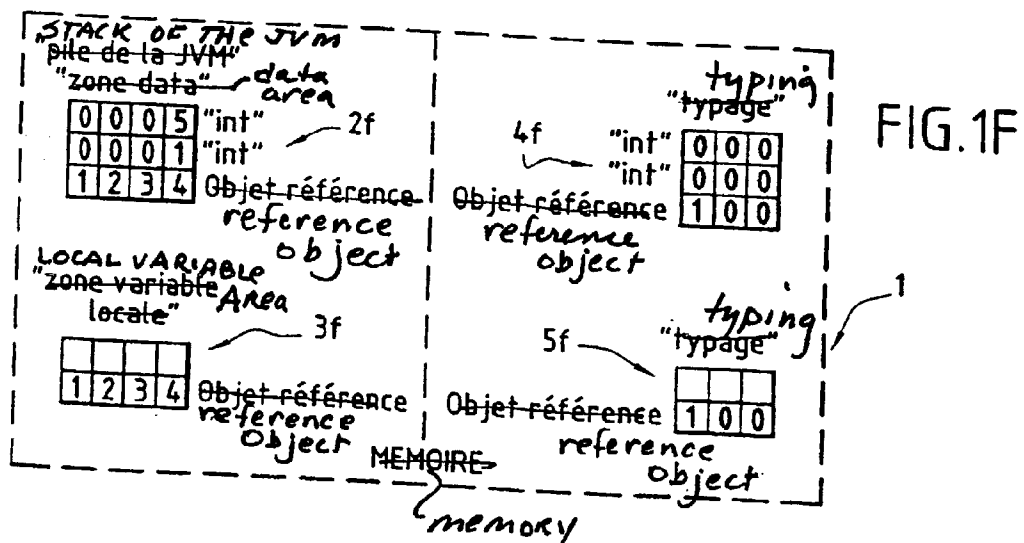 STACK OF THE JVM
"pile de la JVM"
"zone data" data area
0 0 0 5 "int"
0 0 0 1 "int"
1 2 3 4 Objet référence
reference object
2f
LOCAL VARIABLE
"zone variable Area
locale"
3f
1 2 3 4 Objet référence
reference Object
typing
"typage"
4f
"int" 0 0 0
"int" 0 0 0
Objet référence 1 0 0
reference object
typing
"typage"
5f
Objet référence 1 0 0
reference object
1
MEMOIRE
memory
FIG.1F